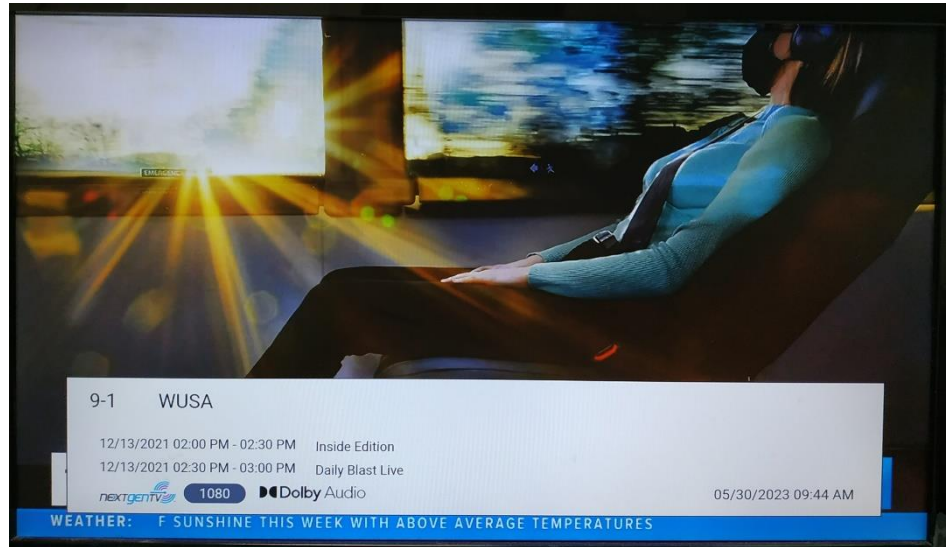 EMERGENCY
9-1 WUSA
12/13/2021 02:00 PM - 02:30 PM Inside Edition
12/13/2021 02:30 PM - 03:00 PM Daily Blast Live
NEXTGENTV 1080 Dolby Audio 05/30/2023 09:44 AM
WEATHER: F SUNSHINE THIS WEEK WITH ABOVE AVERAGE TEMPERATURES